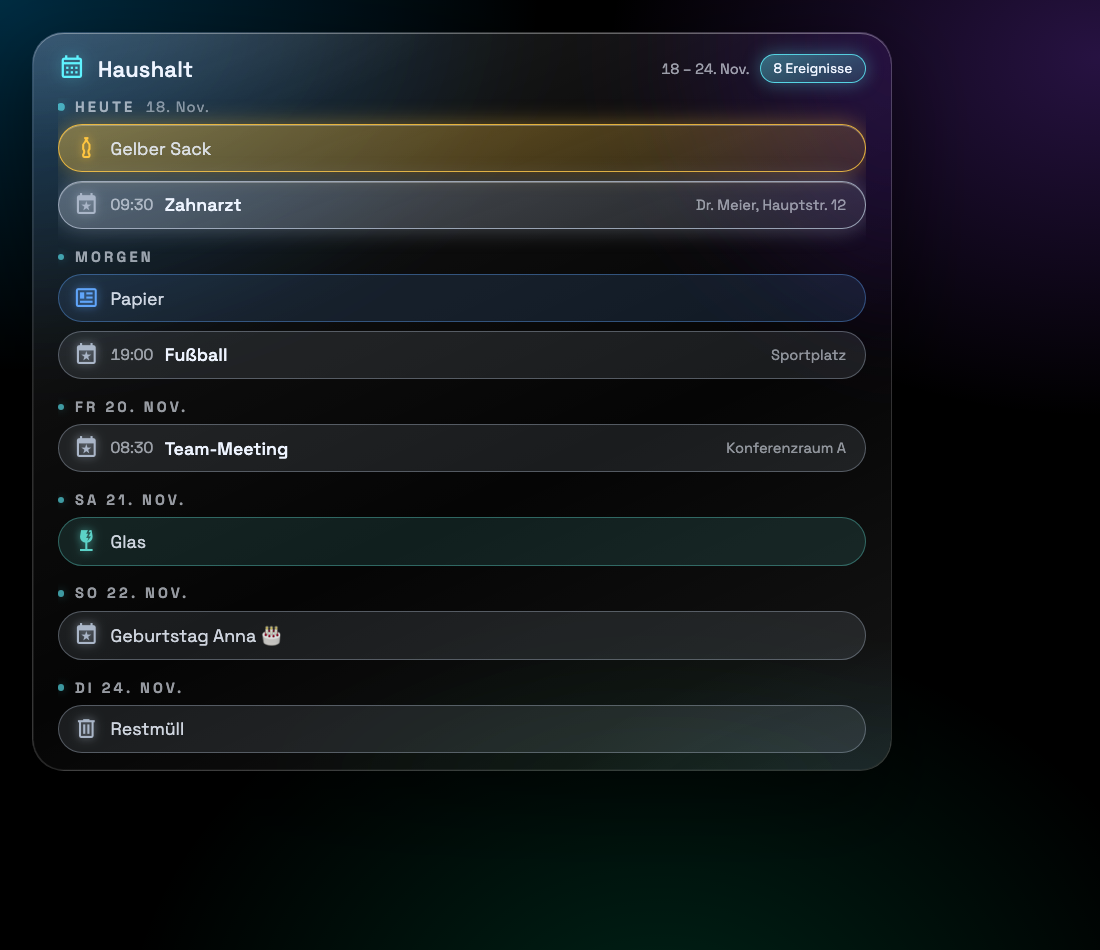 Haushalt 18 – 24. Nov. 8 Ereignisse
HEUTE 18. Nov.
Gelber Sack
09:30 Zahnarzt Dr. Meier, Hauptstr. 12
MORGEN
Papier
19:00 Fußball Sportplatz
FR 20. NOV.
08:30 Team-Meeting Konferenzraum A
SA 21. NOV.
Glas
SO 22. NOV.
Geburtstag Anna 🎂
DI 24. NOV.
Restmüll